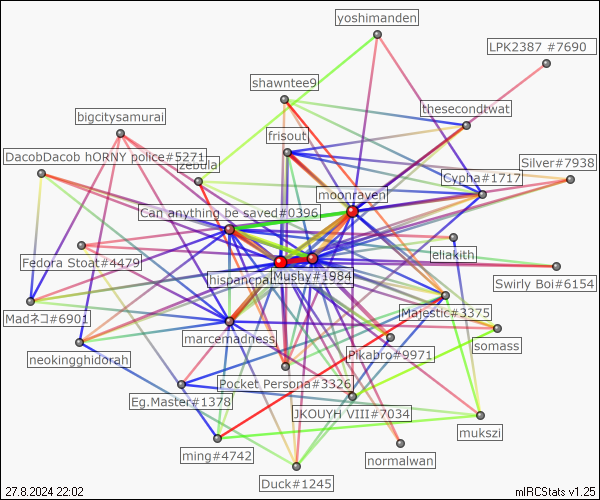 yoshimanden
LPK2387 #7690
shawntee9
thesecondtwat
bigcitysamurai
frisout
DacobDacob hORNY police#5271
zebula
Silver#7938
Cypha#1717
moonraven
Can anything be saved#0396
eliakith
Fedora Stoat#4479
hispancpa
Mushy#1984
Swirly Boi#6154
Madネコ#6901
Majestic#3375
marcemadness
somass
neokingghidorah
Pikabro#9971
Pocket Persona#3326
Eg.Master#1378
JKOUYH VIII#7034
mukszi
ming#4742
normalwan
Duck#1245
27.8.2024 22:02
mIRCStats v1.25